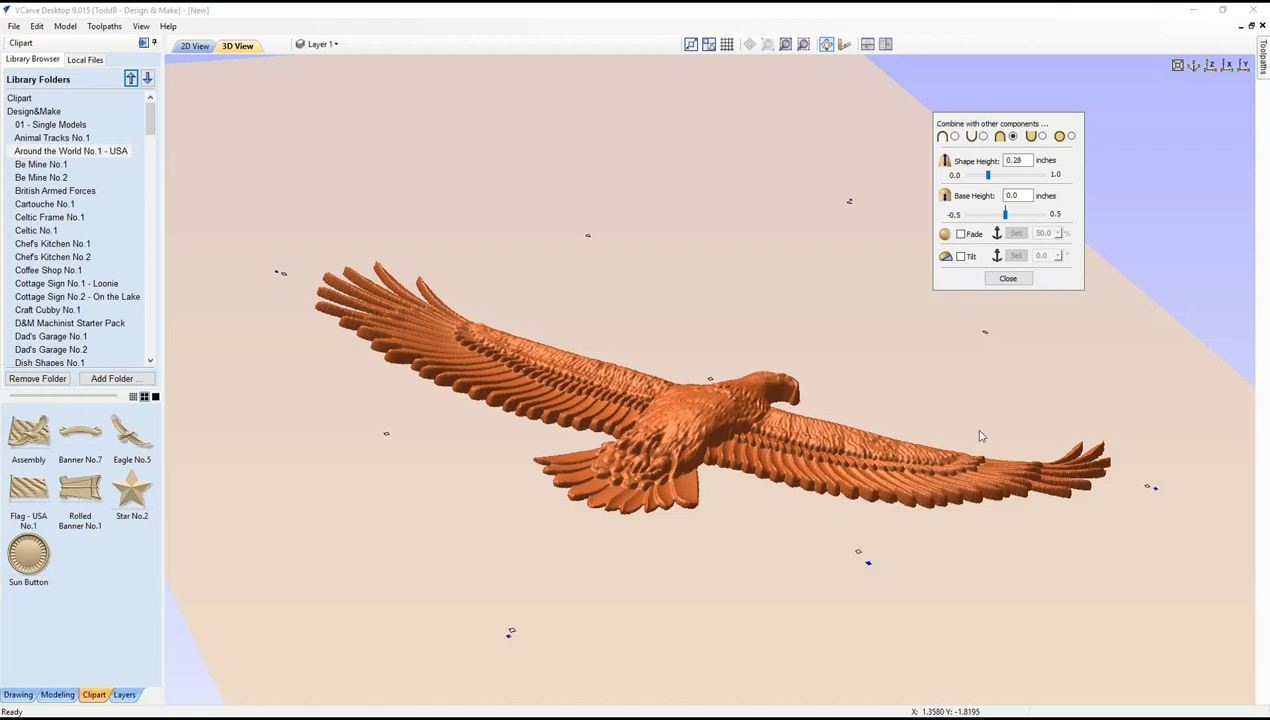 VCarve Desktop 9.015 (ToddB - Design & Make) - [New]
File Edit Model Toolpaths View Help
Clipart
2D View 3D View Layer 1
Library Browser Local Files
Toolpaths
Library Folders
Clipart
Design&Make
01 - Single Models
Animal Tracks No.1
Around the World No.1 - USA
Be Mine No.1
Be Mine No.2
British Armed Forces
Cartouche No.1
Celtic Frame No.1
Celtic No.1
Chef's Kitchen No.1
Chef's Kitchen No.2
Coffee Shop No.1
Cottage Sign No.1 - Loonie
Cottage Sign No.2 - On the Lake
Craft Cubby No.1
D&M Machinist Starter Pack
Dad's Garage No.1
Dad's Garage No.2
Dish Shapes No.1
Remove Folder Add Folder ...
Assembly Banner No.7 Eagle No.5
Flag - USA No.1 Rolled Banner No.1 Star No.2
Sun Button
Combine with other components ...
Shape Height: 0.28 inches
0.0 1.0
Base Height: 0.0 inches
-0.5 0.5
Fade Set 50.0 %
Tilt Set 0.0 °
Close
Z X Y
Drawing Modeling Clipart Layers
Ready X: 1.3580 Y: -1.8195